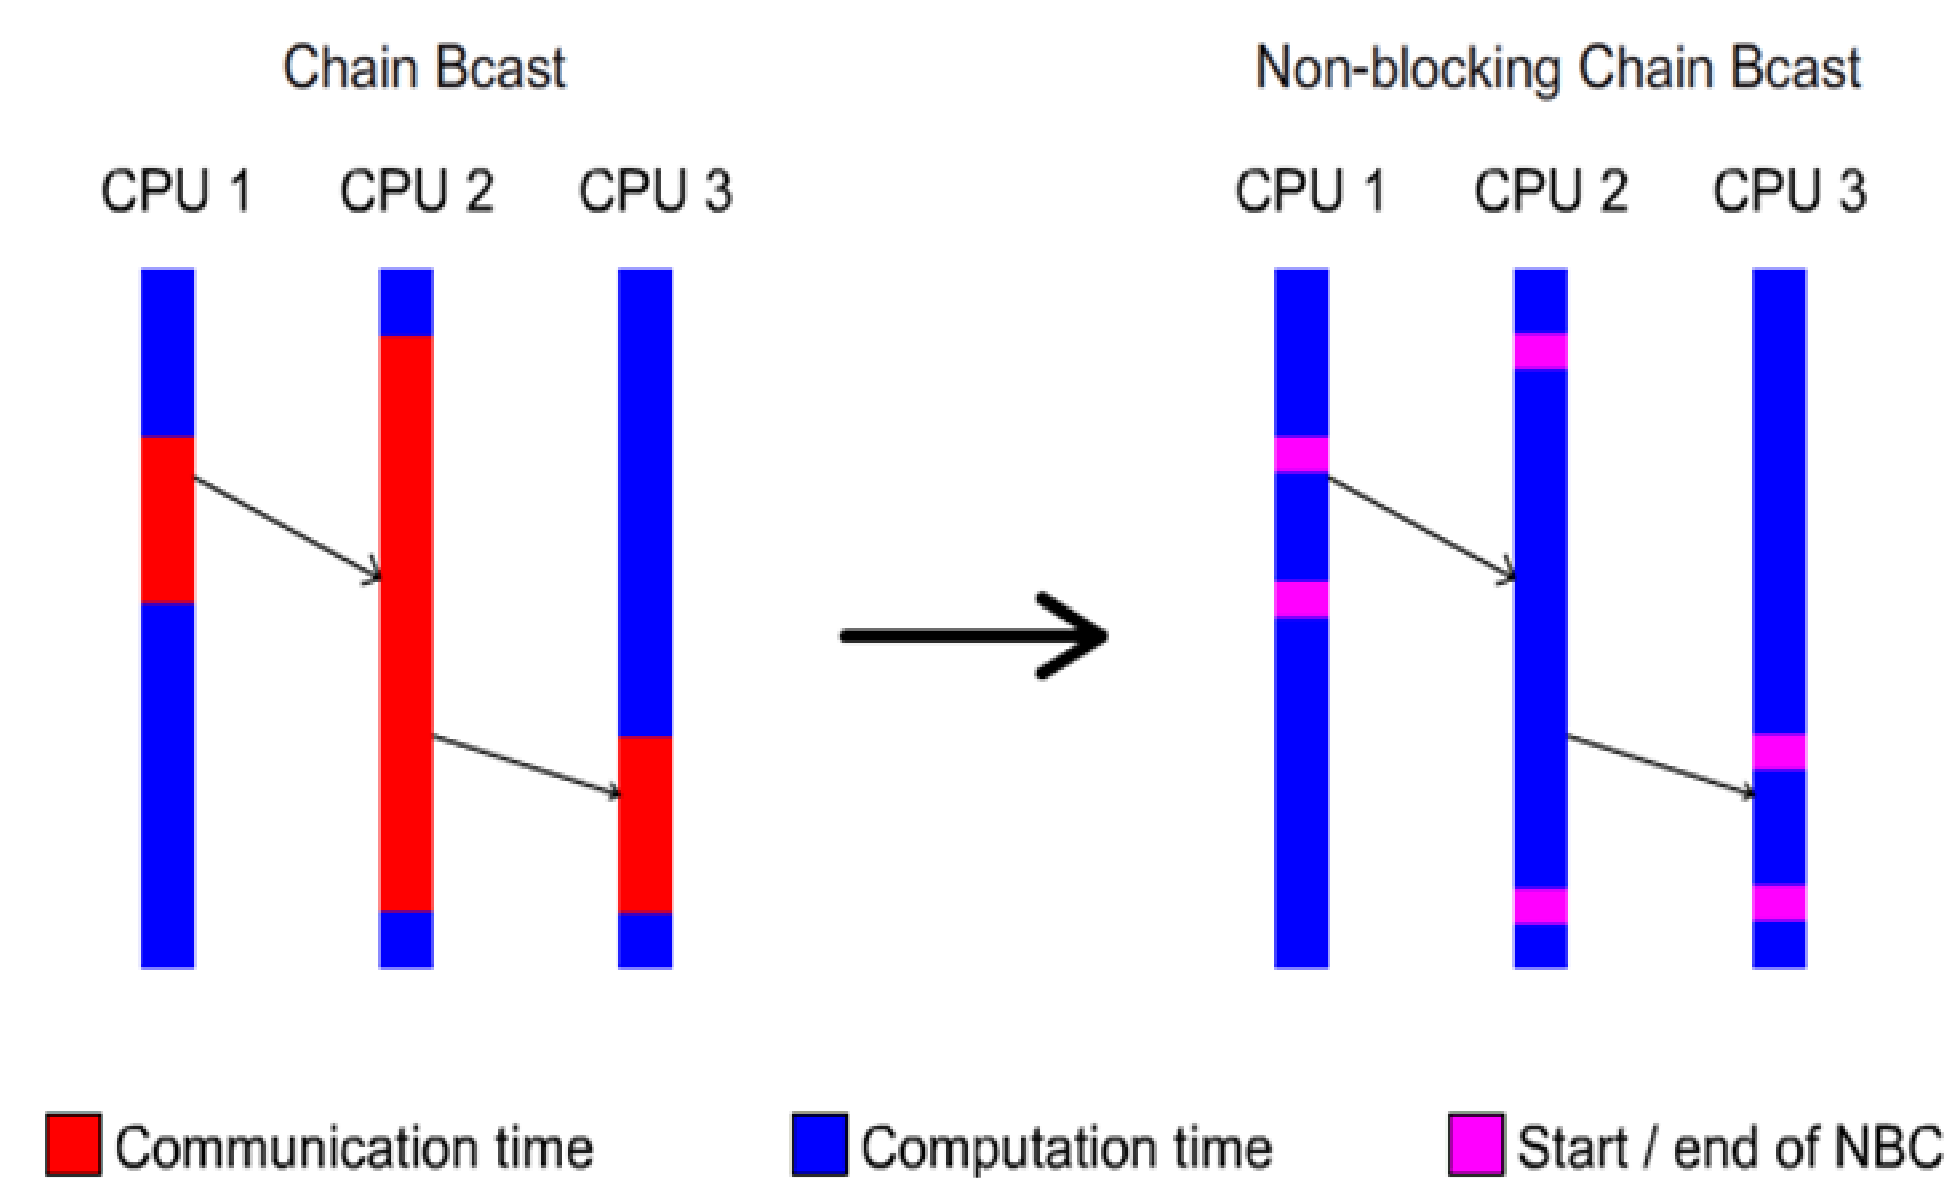 Chain Bcast
Non-blocking Chain Bcast
CPU 1 CPU 2 CPU 3
CPU 1 CPU 2 CPU 3
Communication time
Computation time
Start / end of NBC